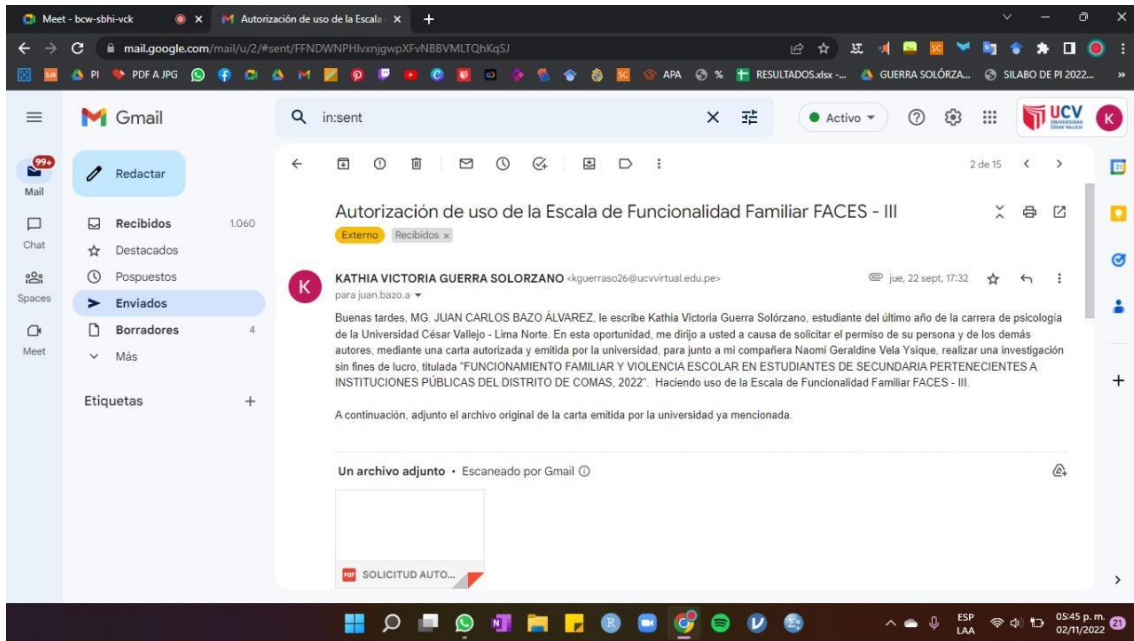 Meet - bcw-sbhi-vck
Autorización de uso de la Escala
mail.google.com/mail/u/2/#sent/FFNDWNPHlvxnjgwpXFvNBBVMLTQhKqSJ
PI
PDF A JPG
APA
%
RESULTADOS.xlsx -...
GUERRA SOLÓRZA...
SILABO DE PI 2022...
»
Gmail
in:sent
Activo
UCV
UNIVERSIDAD
CÉSAR VALLEJO
K
99+
Mail
Chat
Spaces
Meet
Redactar
Recibidos 1.060
Destacados
Pospuestos
Enviados
Borradores 4
Más
Etiquetas +
2 de 15
Autorización de uso de la Escala de Funcionalidad Familiar FACES - III
Externo Recibidos ×
K
KATHIA VICTORIA GUERRA SOLORZANO <kguerraso26@ucvvirtual.edu.pe>
jue, 22 sept, 17:32
para juan.bazo.a
Buenas tardes, MG. JUAN CARLOS BAZO ÁLVAREZ, le escribe Kathia Victoria Guerra Solórzano, estudiante del último año de la carrera de psicología
de la Universidad César Vallejo - Lima Norte. En esta oportunidad, me dirijo a usted a causa de solicitar el permiso de su persona y de los demás
autores, mediante una carta autorizada y emitida por la universidad, para junto a mi compañera Naomi Geraldine Vela Ysique, realizar una investigación
sin fines de lucro, titulada "FUNCIONAMIENTO FAMILIAR Y VIOLENCIA ESCOLAR EN ESTUDIANTES DE SECUNDARIA PERTENECIENTES A
INSTITUCIONES PÚBLICAS DEL DISTRITO DE COMAS, 2022". Haciendo uso de la Escala de Funcionalidad Familiar FACES - III.
A continuación, adjunto el archivo original de la carta emitida por la universidad ya mencionada.
Un archivo adjunto • Escaneado por Gmail
PDF SOLICITUD AUTO...
ESP
LAA
05:45 p. m.
02/11/2022
21